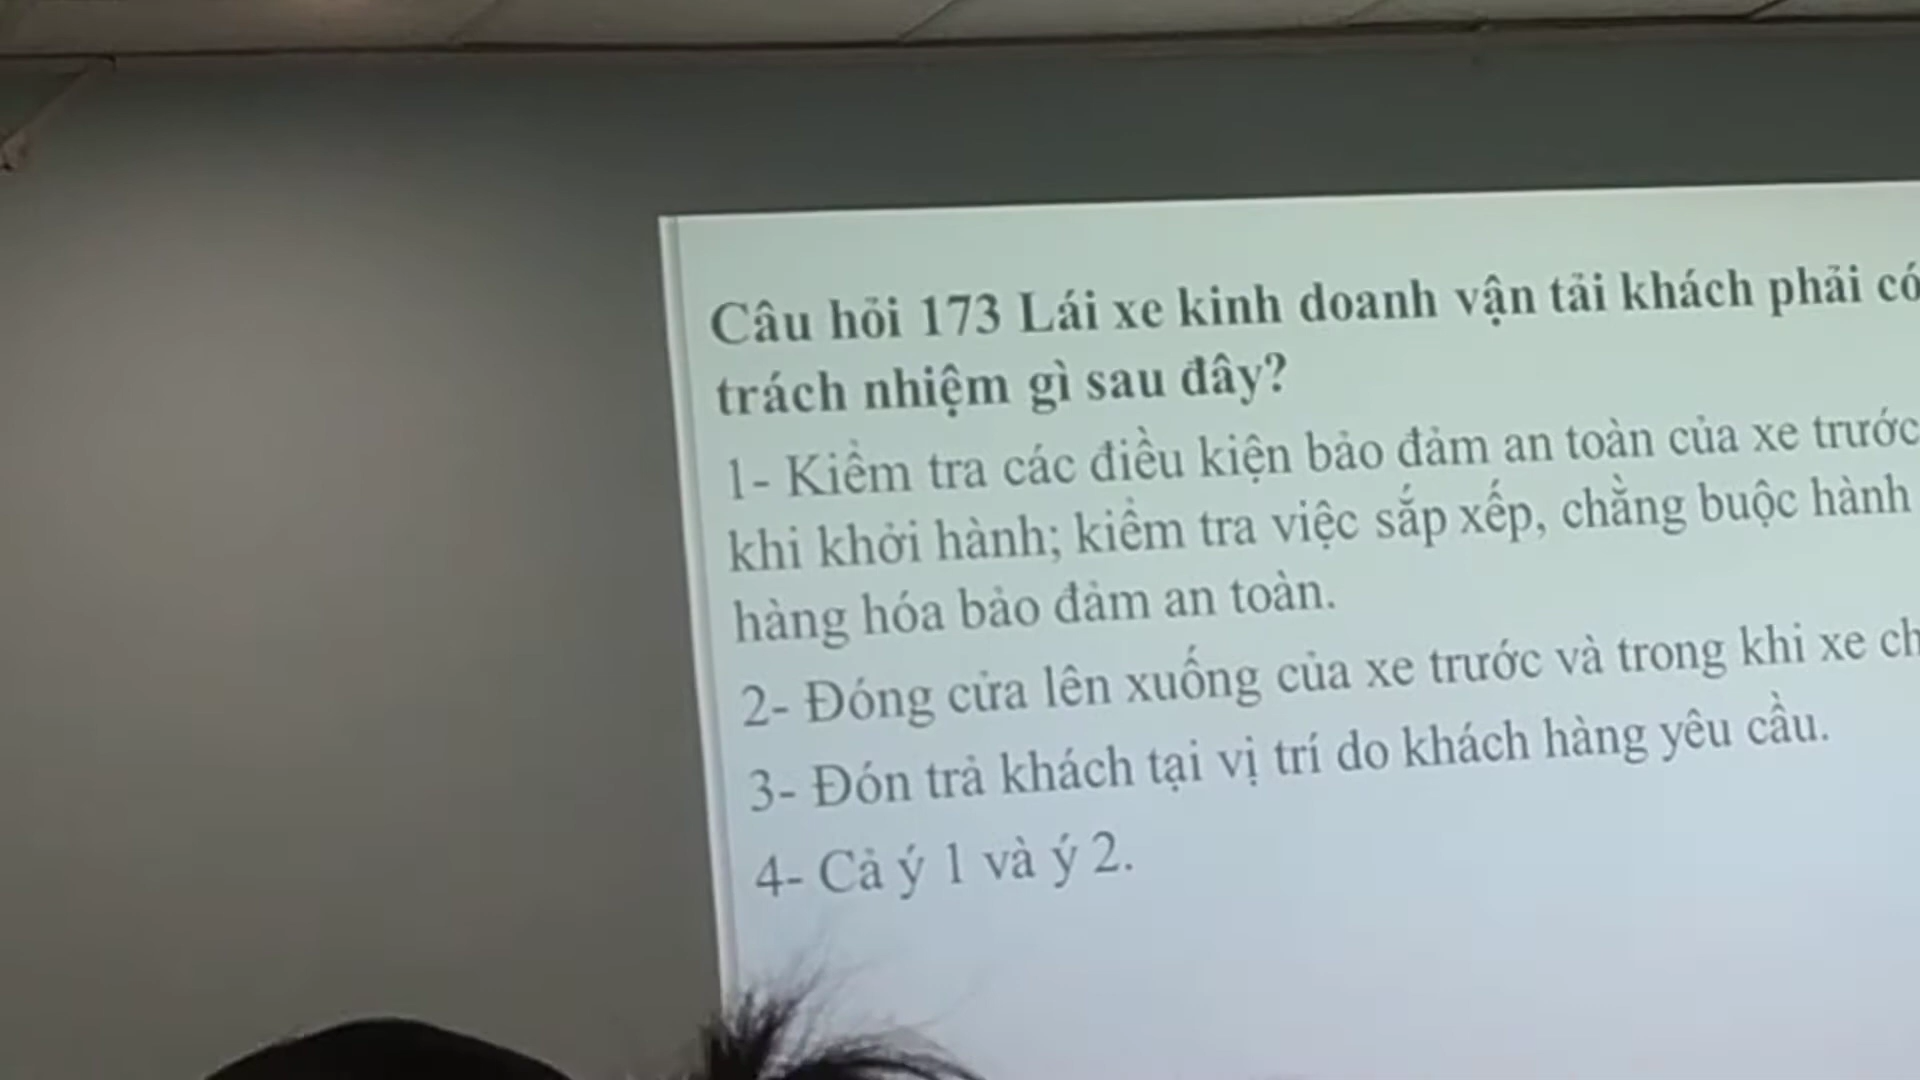 Câu hỏi 173 Lái xe kinh doanh vận tải khách phải có
trách nhiệm gì sau đây?
1- Kiểm tra các điều kiện bảo đảm an toàn của xe trước
khi khởi hành; kiểm tra việc sắp xếp, chằng buộc hành
hàng hóa bảo đảm an toàn.
2- Đóng cửa lên xuống của xe trước và trong khi xe
3- Đón trả khách tại vị trí do khách hàng yêu cầu.
4- Cả ý 1 và ý 2.